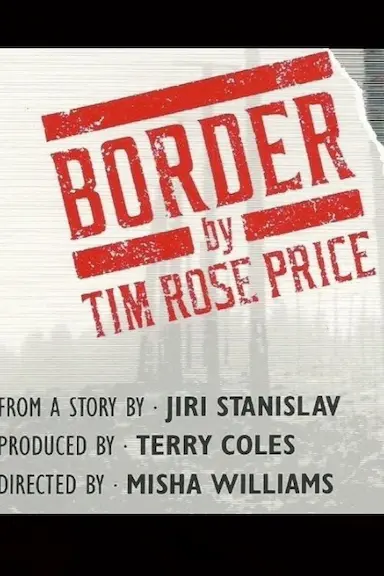 BORDER
by
TIM ROSE PRICE
FROM A STORY BY · JIRI STANISLAV
PRODUCED BY · TERRY COLES
DIRECTED BY · MISHA WILLIAMS